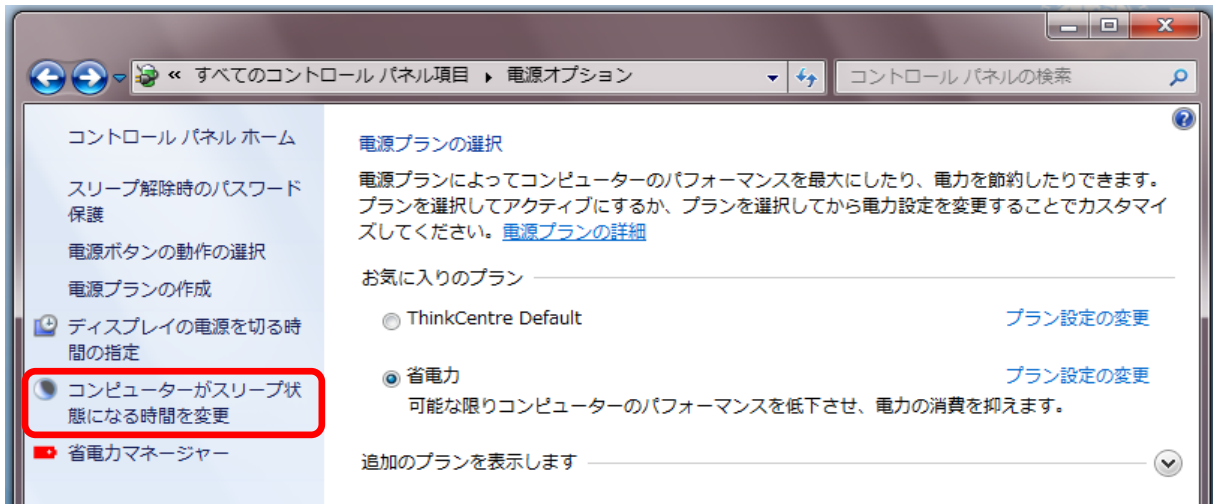 « すべてのコントロール パネル項目 ▸ 電源オプション
コントロール パネルの検索
コントロール パネル ホーム
スリープ解除時のパスワード
保護
電源ボタンの動作の選択
電源プランの作成
ディスプレイの電源を切る時
間の指定
コンピューターがスリープ状
態になる時間を変更
省電力マネージャー
電源プランの選択
電源プランによってコンピューターのパフォーマンスを最大にしたり、電力を節約したりできます。
プランを選択してアクティブにするか、プランを選択してから電力設定を変更することでカスタマイ
ズしてください。電源プランの詳細
お気に入りのプラン
ThinkCentre Default プラン設定の変更
省電力 プラン設定の変更
可能な限りコンピューターのパフォーマンスを低下させ、電力の消費を抑えます。
追加のプランを表示します